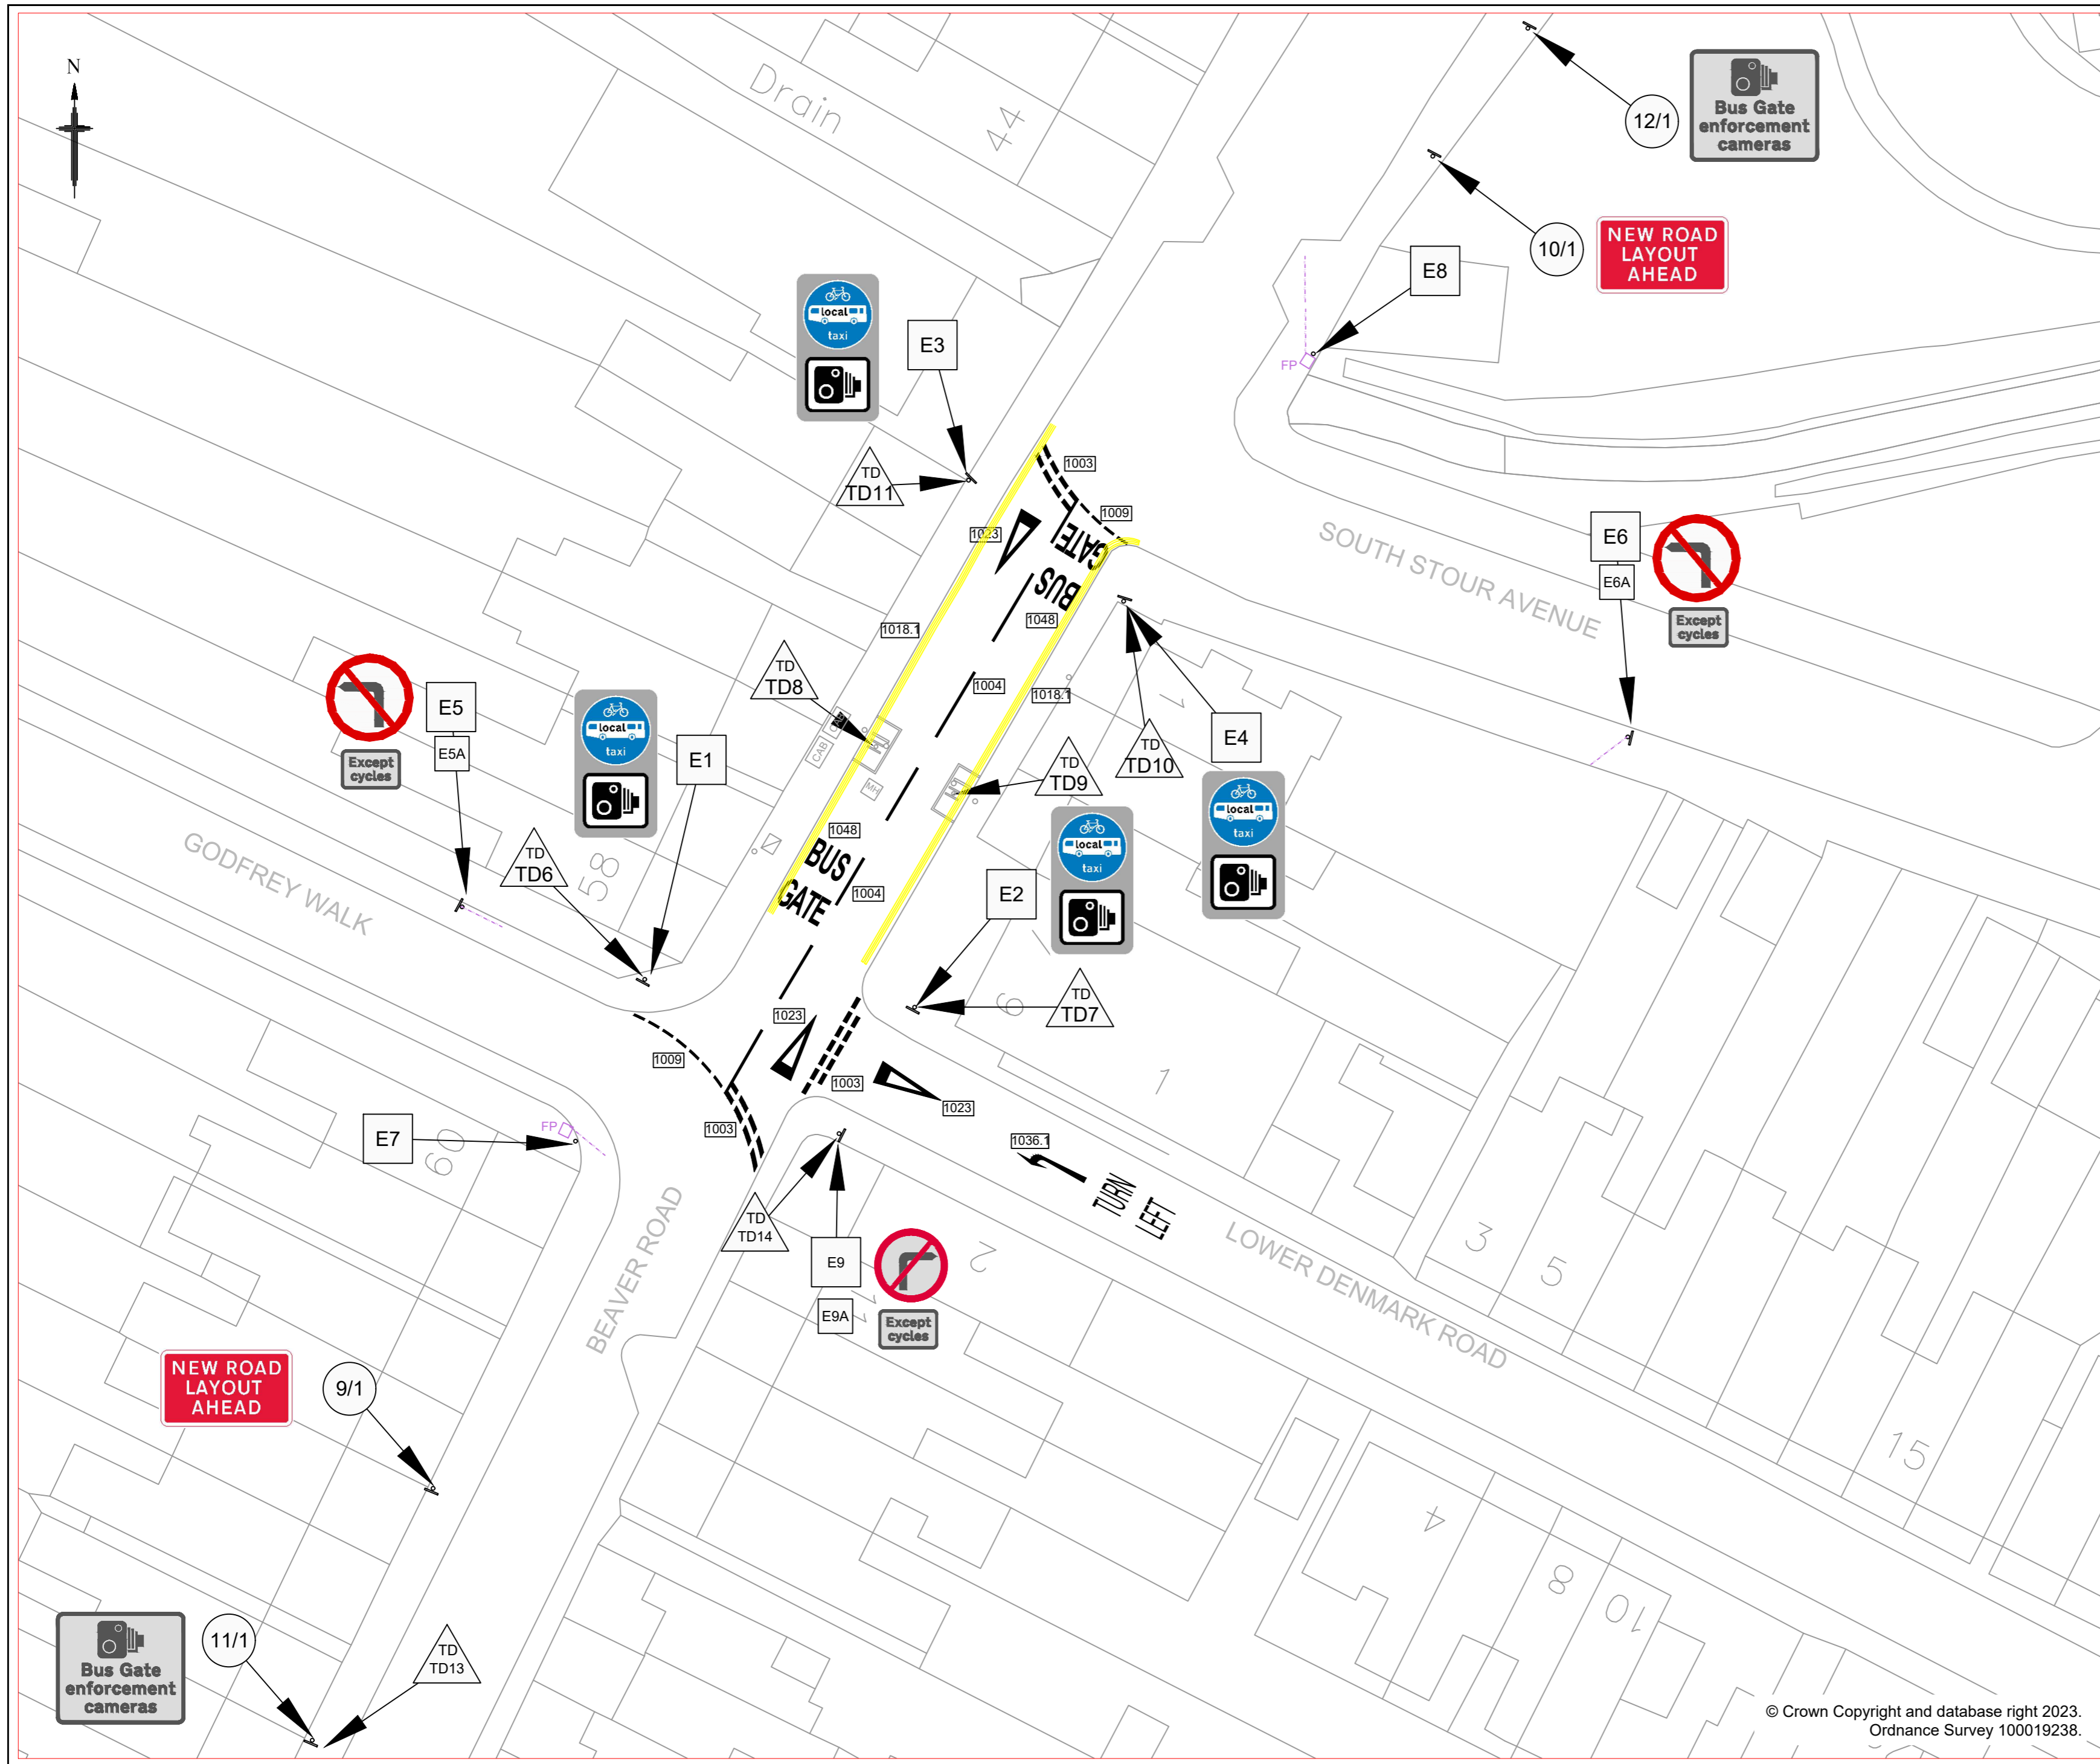 N
Drain
44
12/1
Bus Gate
enforcement
cameras
10/1
NEW ROAD
LAYOUT
AHEAD
E8
FP
local
taxi
E3
TD
TD11
1003
1009
1023
GATE
BUS
1048
1018.1
SOUTH STOUR AVENUE
E6
E6A
Except
cycles
TD
TD8
1004
1018.1
1
TD
TD10
E4
local
taxi
E5
E5A
Except
cycles
local
taxi
E1
CAB
MH
TD
TD9
1048
BUS
GATE
1004
GODFREY WALK
58
TD
TD6
E2
local
taxi
TD
TD7
9
1
1023
1009
1003
1023
1003
1036.1
TURN
LEFT
E7
FP
60
BEAVER ROAD
TD
TD14
E9
E9A
Except
cycles
2
LOWER DENMARK ROAD
3
5
15
NEW ROAD
LAYOUT
AHEAD
9/1
4
8
10
Bus Gate
enforcement
cameras
11/1
TD
TD13
© Crown Copyright and database right 2023.
Ordnance Survey 100019238.